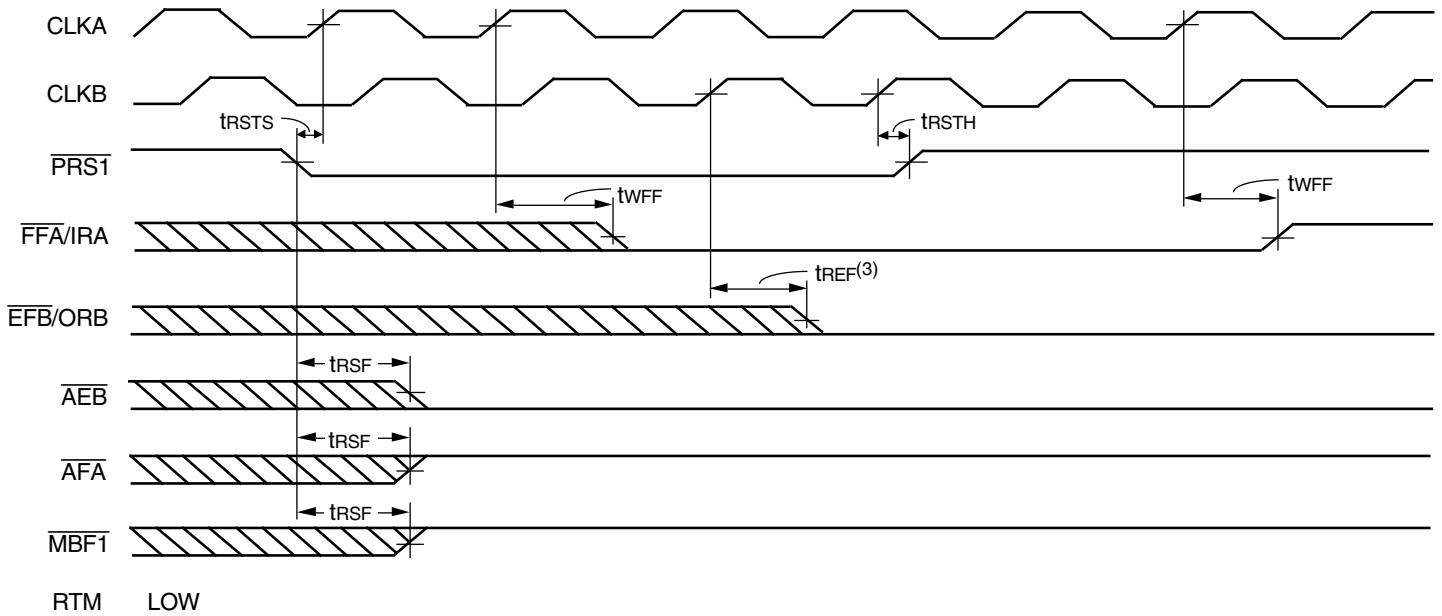 CLKA
CLKB
tRSTS
tRSTH
PRS1
tWFF
tWFF
FFA/IRA
tREF(3)
EFB/ORB
tRSF
AEB
tRSF
AFA
tRSF
MBF1
RTM LOW